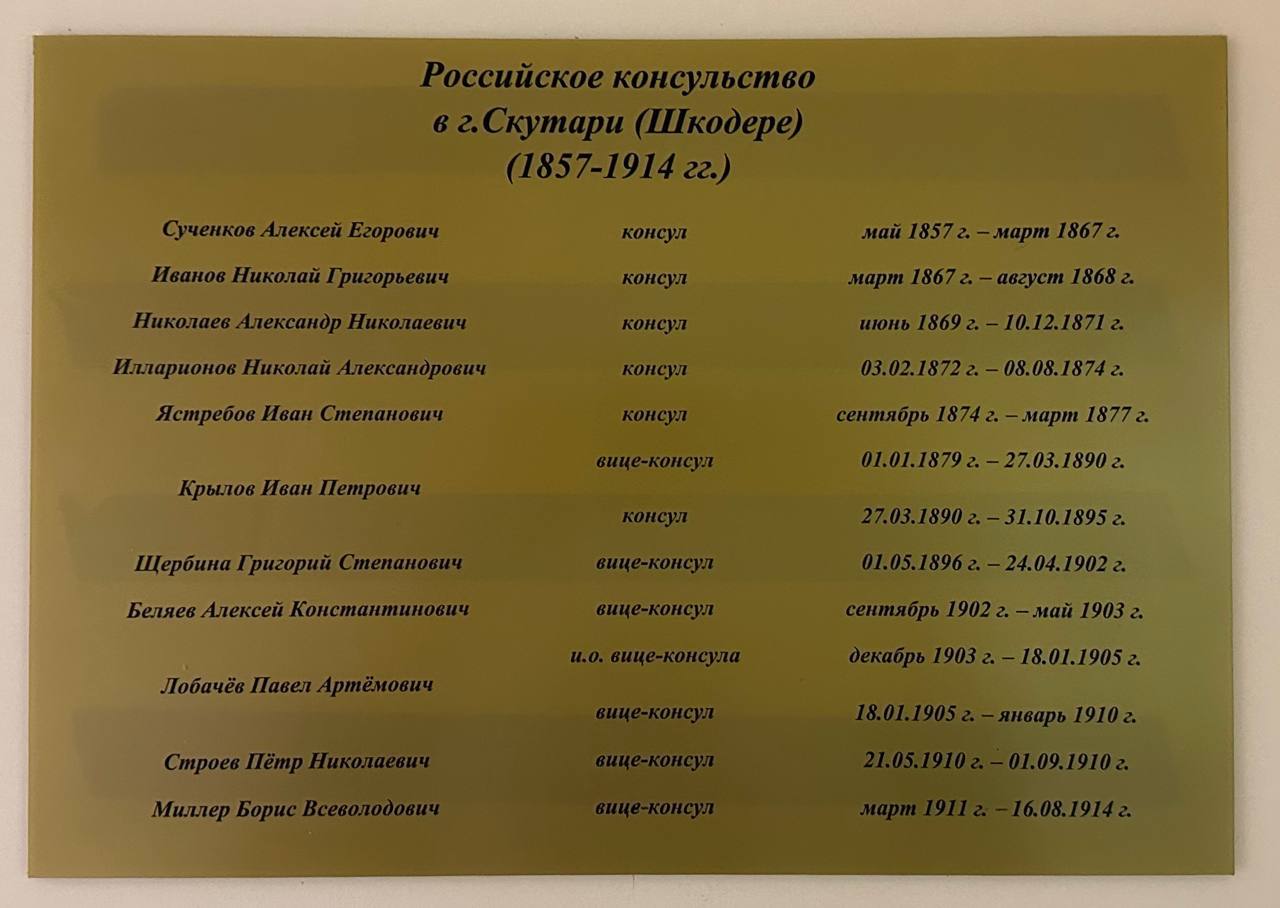 Российское консульство
в г.Скутари (Шкодере)
(1857-1914 гг.)
Сученков Алексей Егорович консул май 1857 г. – март 1867 г.
Иванов Николай Григорьевич консул март 1867 г. – август 1868 г.
Николаев Александр Николаевич консул июнь 1869 г. – 10.12.1871 г.
Илларионов Николай Александрович консул 03.02.1872 г. – 08.08.1874 г.
Ястребов Иван Степанович консул сентябрь 1874 г. – март 1877 г.
вице-консул 01.01.1879 г. – 27.03.1890 г.
Крылов Иван Петрович
консул 27.03.1890 г. – 31.10.1895 г.
Щербина Григорий Степанович вице-консул 01.05.1896 г. – 24.04.1902 г.
Беляев Алексей Константинович вице-консул сентябрь 1902 г. – май 1903 г.
и.о. вице-консула декабрь 1903 г. – 18.01.1905 г.
Лобачёв Павел Артёмович
вице-консул 18.01.1905 г. – январь 1910 г.
Строев Пётр Николаевич вице-консул 21.05.1910 г. – 01.09.1910 г.
Миллер Борис Всеволодович вице-консул март 1911 г. – 16.08.1914 г.